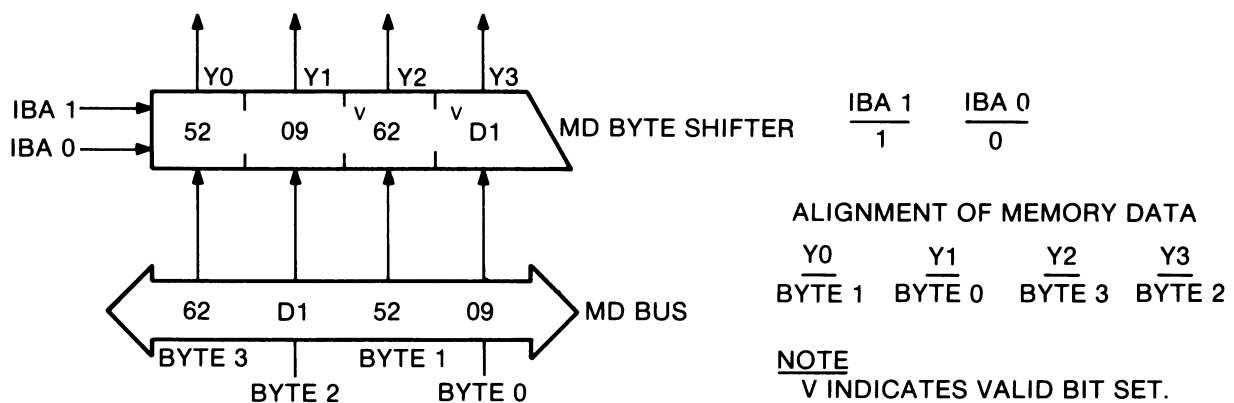 Y0 Y1 Y2 Y3
IBA 1
IBA 0
52 09 V 62 V D1
MD BYTE SHIFTER
IBA 1 IBA 0
1 0
ALIGNMENT OF MEMORY DATA
Y0 Y1 Y2 Y3
BYTE 1 BYTE 0 BYTE 3 BYTE 2
62 D1 52 09
MD BUS
BYTE 3 BYTE 1
BYTE 2 BYTE 0
NOTE
V INDICATES VALID BIT SET.